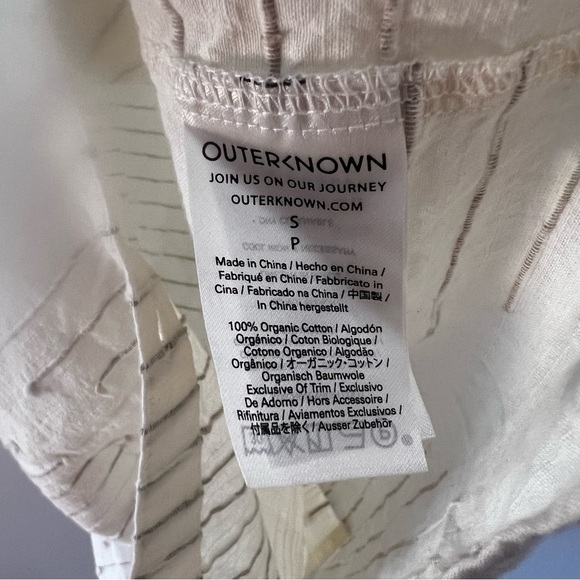 OUTERKNOWN
JOIN US ON OUR JOURNEY
OUTERKNOWN.COM
S
P
Made in China / Hecho en China /
Fabriqué en Chine / Fabbricato in
Cina / Fabricado na China / 中国製 /
In China hergestellt
100% Organic Cotton / Algodón
Orgánico / Coton Biologique /
Cotone Organico / Algodão
Orgânico / オーガニック・コットン /
Organisch Baumwole
Exclusive Of Trim / Exclusivo
De Adorno / Hors Accessoire /
Rifinitura / Aviamentos Exclusivos /
付属品を除く / Ausser Zubehör